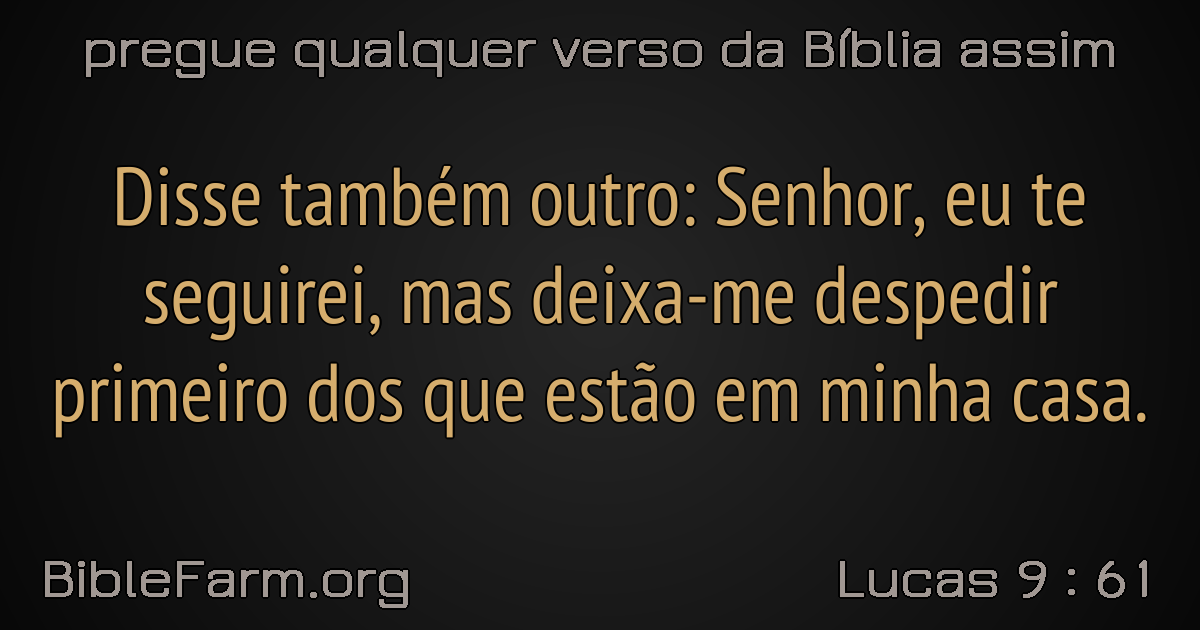 pregue qualquer verso da Bíblia assim
Disse também outro: Senhor, eu te
seguirei, mas deixa-me despedir
primeiro dos que estão em minha casa.
BibleFarm.org
Lucas 9 : 61